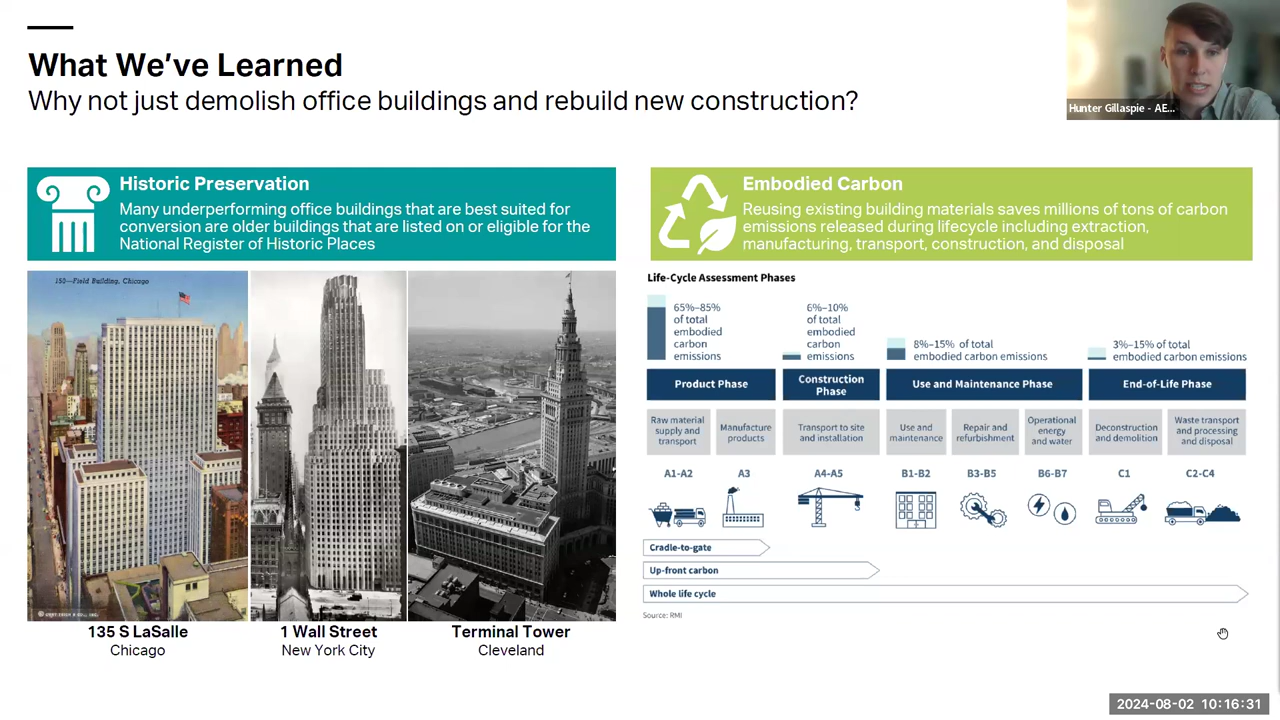 What We've Learned
Why not just demolish office buildings and rebuild new construction?
Hunter Gillaspie - AE...
Historic Preservation
Many underperforming office buildings that are best suited for
conversion are older buildings that are listed on or eligible for the
National Register of Historic Places
Embodied Carbon
Reusing existing building materials saves millions of tons of carbon
emissions released during lifecycle including extraction,
manufacturing, transport, construction, and disposal
153—Field Building, Chicago
135 S LaSalle
Chicago
1 Wall Street
New York City
Terminal Tower
Cleveland
Life-Cycle Assessment Phases
65%–85%
of total
embodied
carbon
emissions
6%–10%
of total
embodied
carbon
emissions
8%–15% of total
embodied carbon emissions
3%–15% of total
embodied carbon emissions
Product Phase
Construction
Phase
Use and Maintenance Phase
End-of-Life Phase
Raw material
supply and
transport
Manufacture
products
Transport to site
and installation
Use and
maintenance
Repair and
refurbishment
Operational
energy
and water
Deconstruction
and demolition
Waste transport
and processing
and disposal
A1-A2
A3
A4-A5
B1-B2
B3-B5
B6-B7
C1
C2-C4
Cradle-to-gate
Up-front carbon
Whole life cycle
Source: RMI
2024-08-02 10:16:31